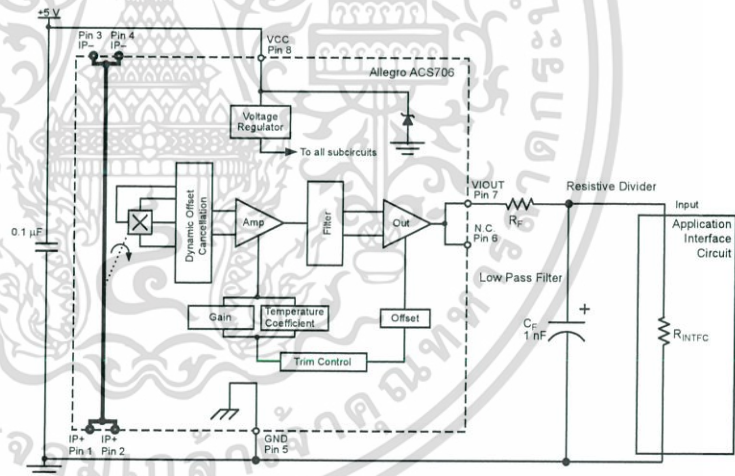 +5 V
Pin 3 Pin 4
IP– IP–
VCC
Pin 8
Allegro ACS706
Voltage
Regulator
To all subcircuits
0.1 µF
Dynamic Offset
Cancellation
Amp
Filter
Out
VIOUT
Pin 7
N.C.
Pin 6
RF
Resistive Divider
Input
Application
Interface
Circuit
Low Pass Filter
CF
1 nF
+
RINTFC
Gain
Temperature
Coefficient
Offset
Trim Control
IP+ IP+
Pin 1 Pin 2
GND
Pin 5